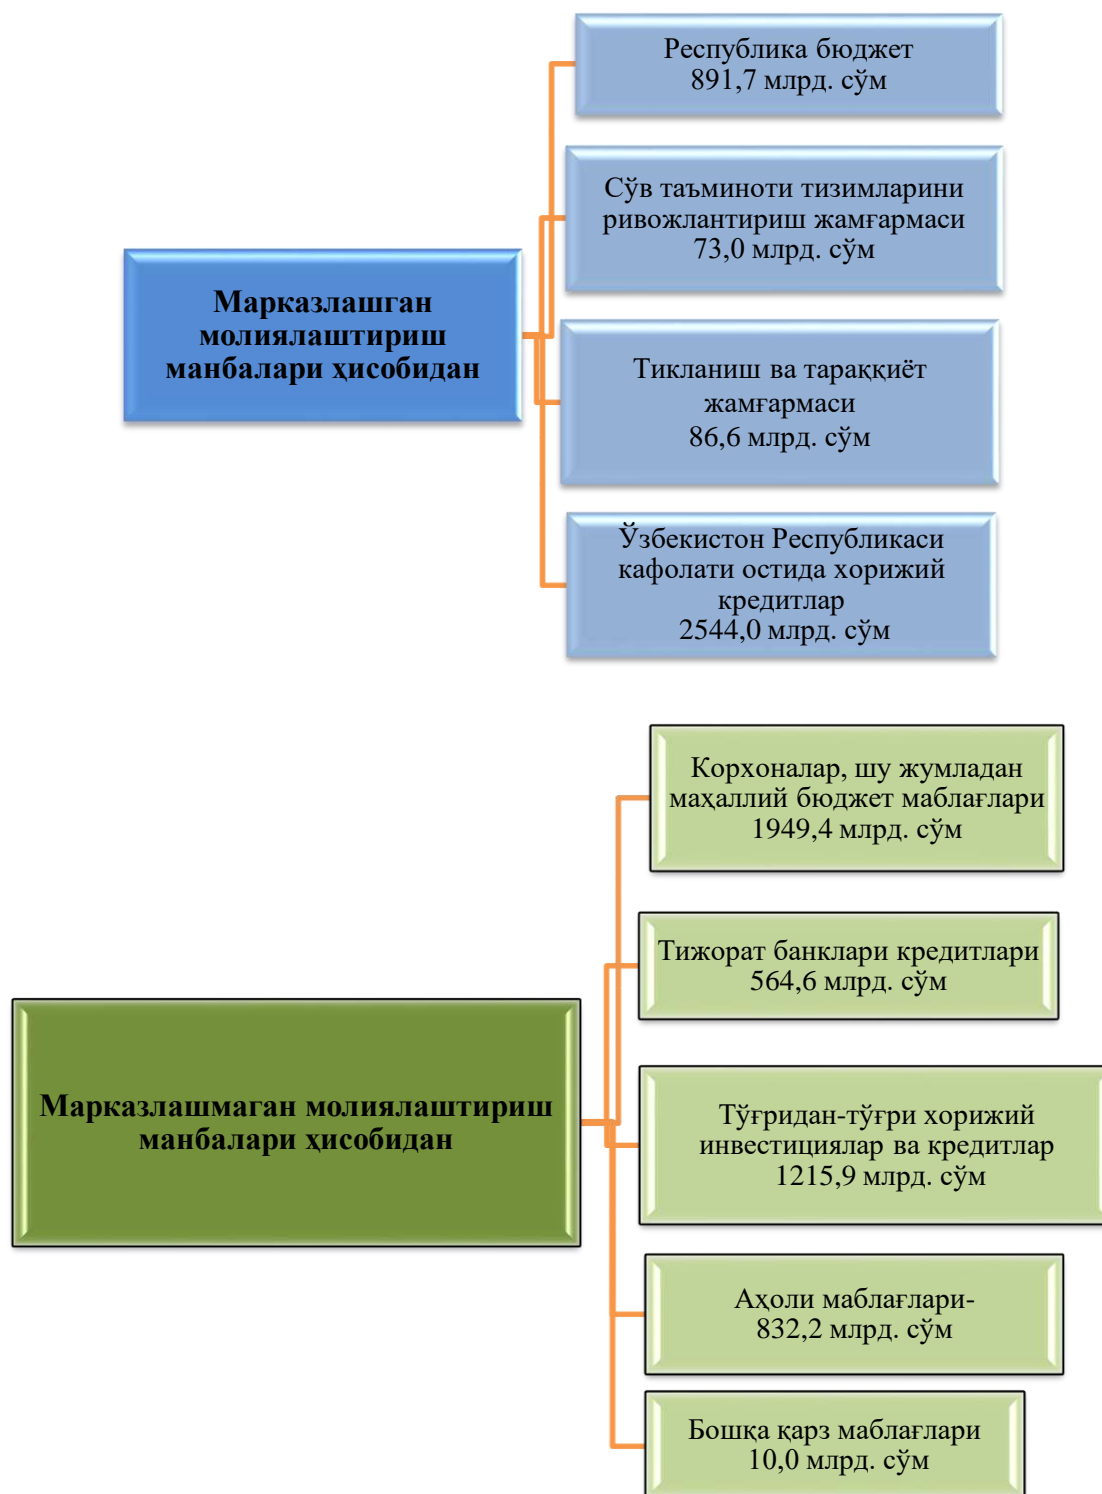 Республика бюджет
891,7 млрд. сўм
Сўв таъминоти тизимларини
ривожлантириш жамғармаси
73,0 млрд. сўм
Марказлашган
молиялаштириш
манбалари ҳисобидан
Тикланиш ва тараққиёт
жамғармаси
86,6 млрд. сўм
Ўзбекистон Республикаси
кафолати остида хорижий
кредитлар
2544,0 млрд. сўм
Корхоналар, шу жумладан
маҳаллий бюджет маблағлари
1949,4 млрд. сўм
Тижорат банклари кредитлари
564,6 млрд. сўм
Марказлашмаган молиялаштириш
манбалари ҳисобидан
Тўғридан-тўғри хорижий
инвестициялар ва кредитлар
1215,9 млрд. сўм
Аҳоли маблағлари-
832,2 млрд. сўм
Бошқа қарз маблағлари
10,0 млрд. сўм